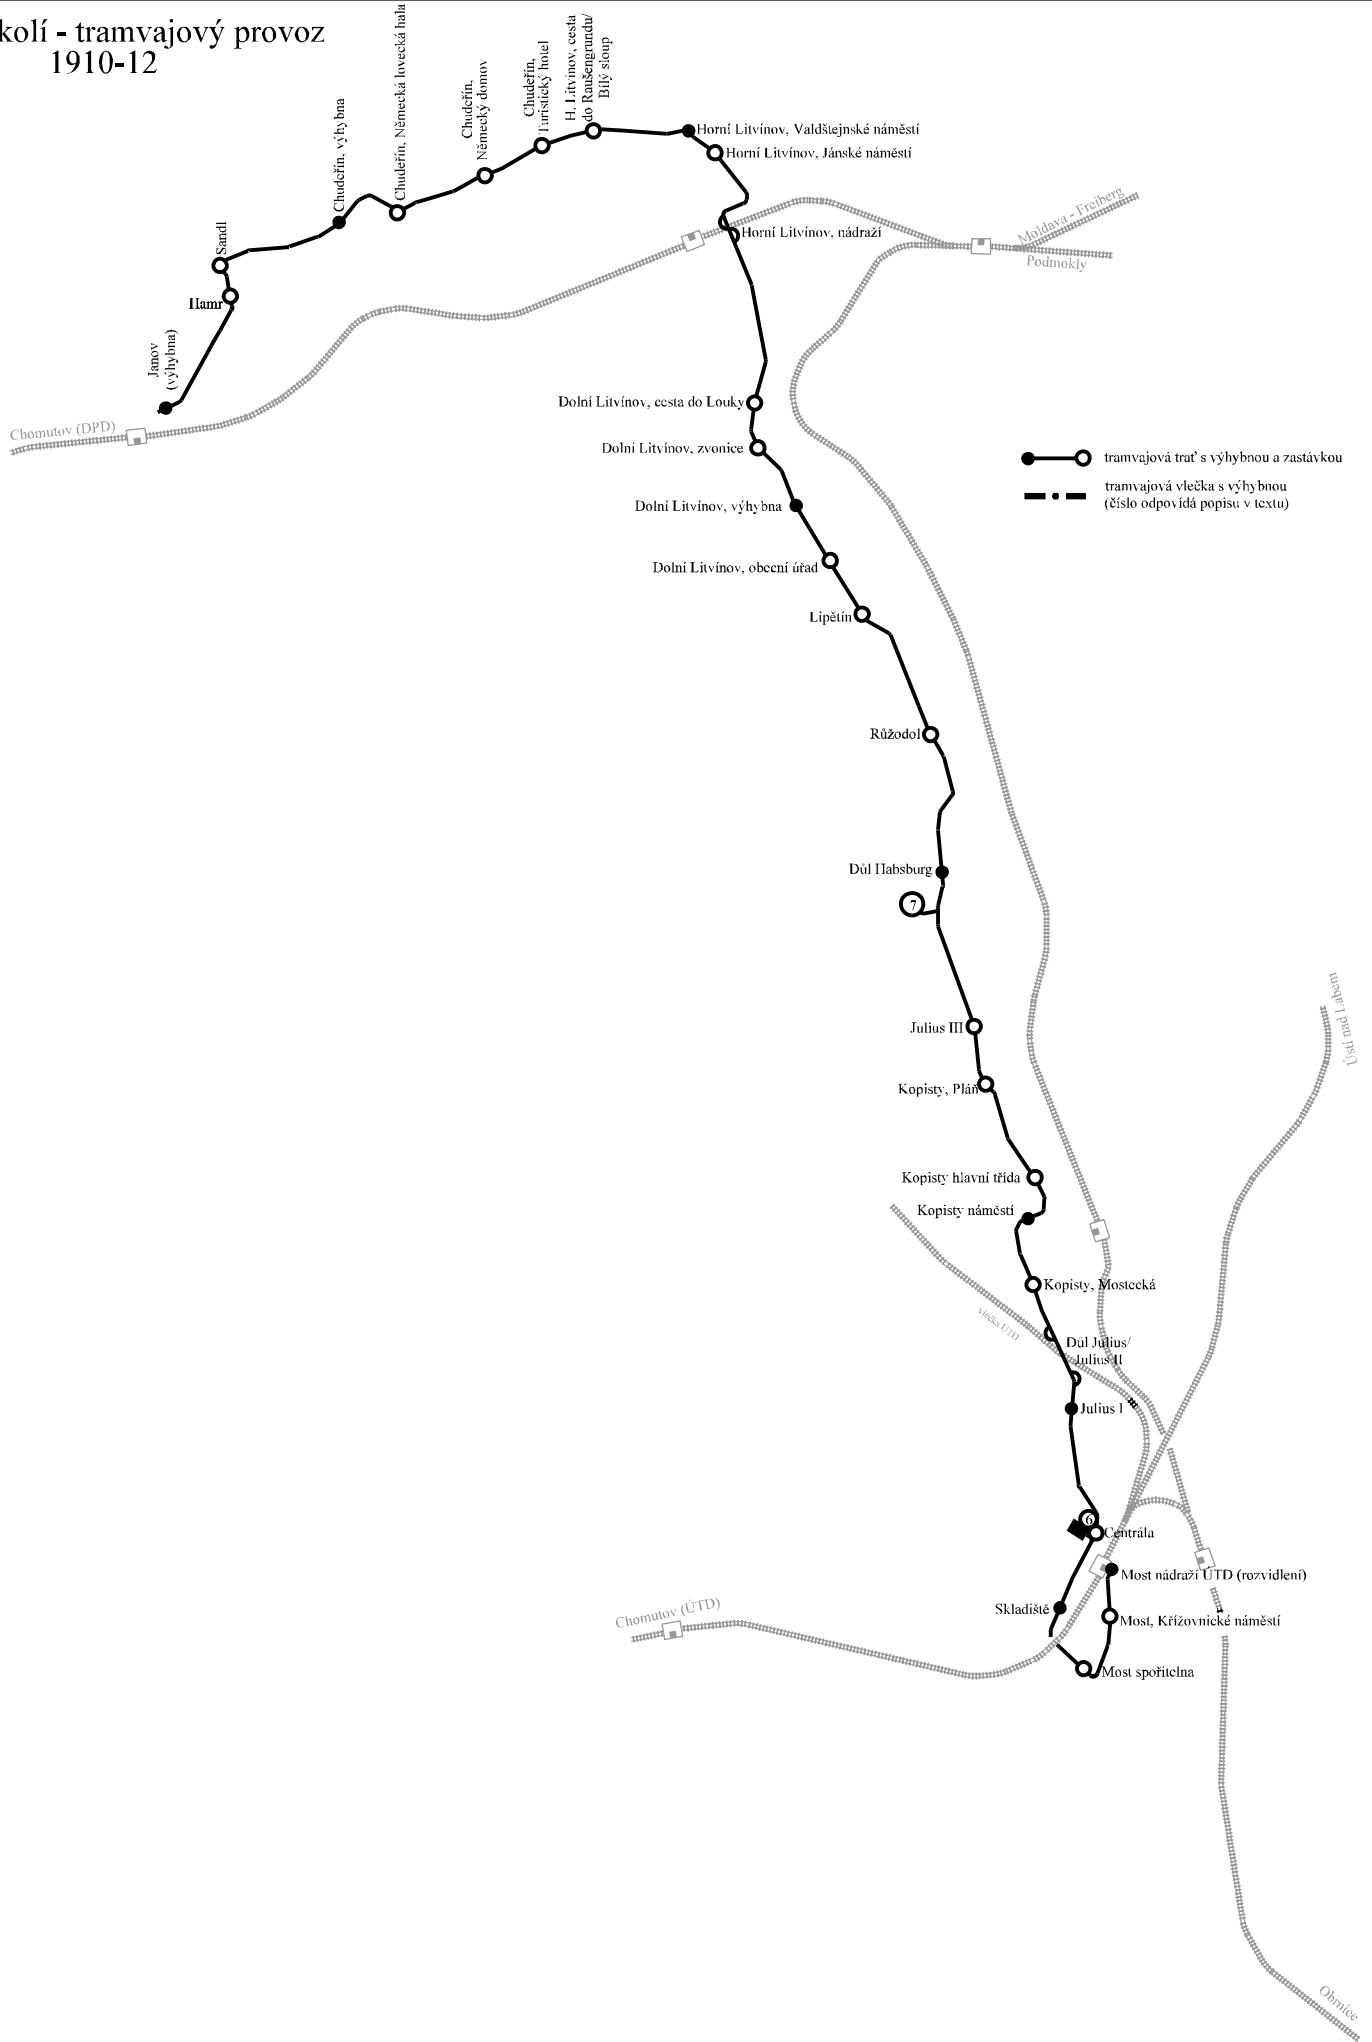 kolí - tramvajový provoz
1910-12
Chudeřín, výhybna
Chudeřín, Německá lovecká hala
Chudeřín,
Německý domov
Chudeřín,
Turistický hotel
H. Litvínov, cesta
do Raušengrundu/
Bílý sloup
Horní Litvínov, Valdštejnské náměstí
Horní Litvínov, Jánské náměstí
Sandl
Horní Litvínov, nádraží
Moldava - Freiberg
Podmokly
Hamr
Janov
(výhybna)
Chomutov (DPD)
Dolní Litvínov, cesta do Louky
Dolní Litvínov, zvonice
tramvajová trať s výhybnou a zastávkou
tramvajová vlečka s výhybnou
(číslo odpovídá popisu v textu)
Dolní Litvínov, výhybna
Dolní Litvínov, obecní úřad
Lipětín
Růžodol
Důl Habsburg
7
Julius III
Ústí nad Labem
Kopisty, Pláň
Kopisty hlavní třída
Kopisty náměstí
Kopisty, Mostecká
vlečka ÚTD
Důl Julius/
Julius II
Julius I
6
Centrála
Most nádraží ÚTD (rozvidlení)
Skladiště
Chomutov (ÚTD)
Most, Křížovnické náměstí
Most spořitelna
Obrnice